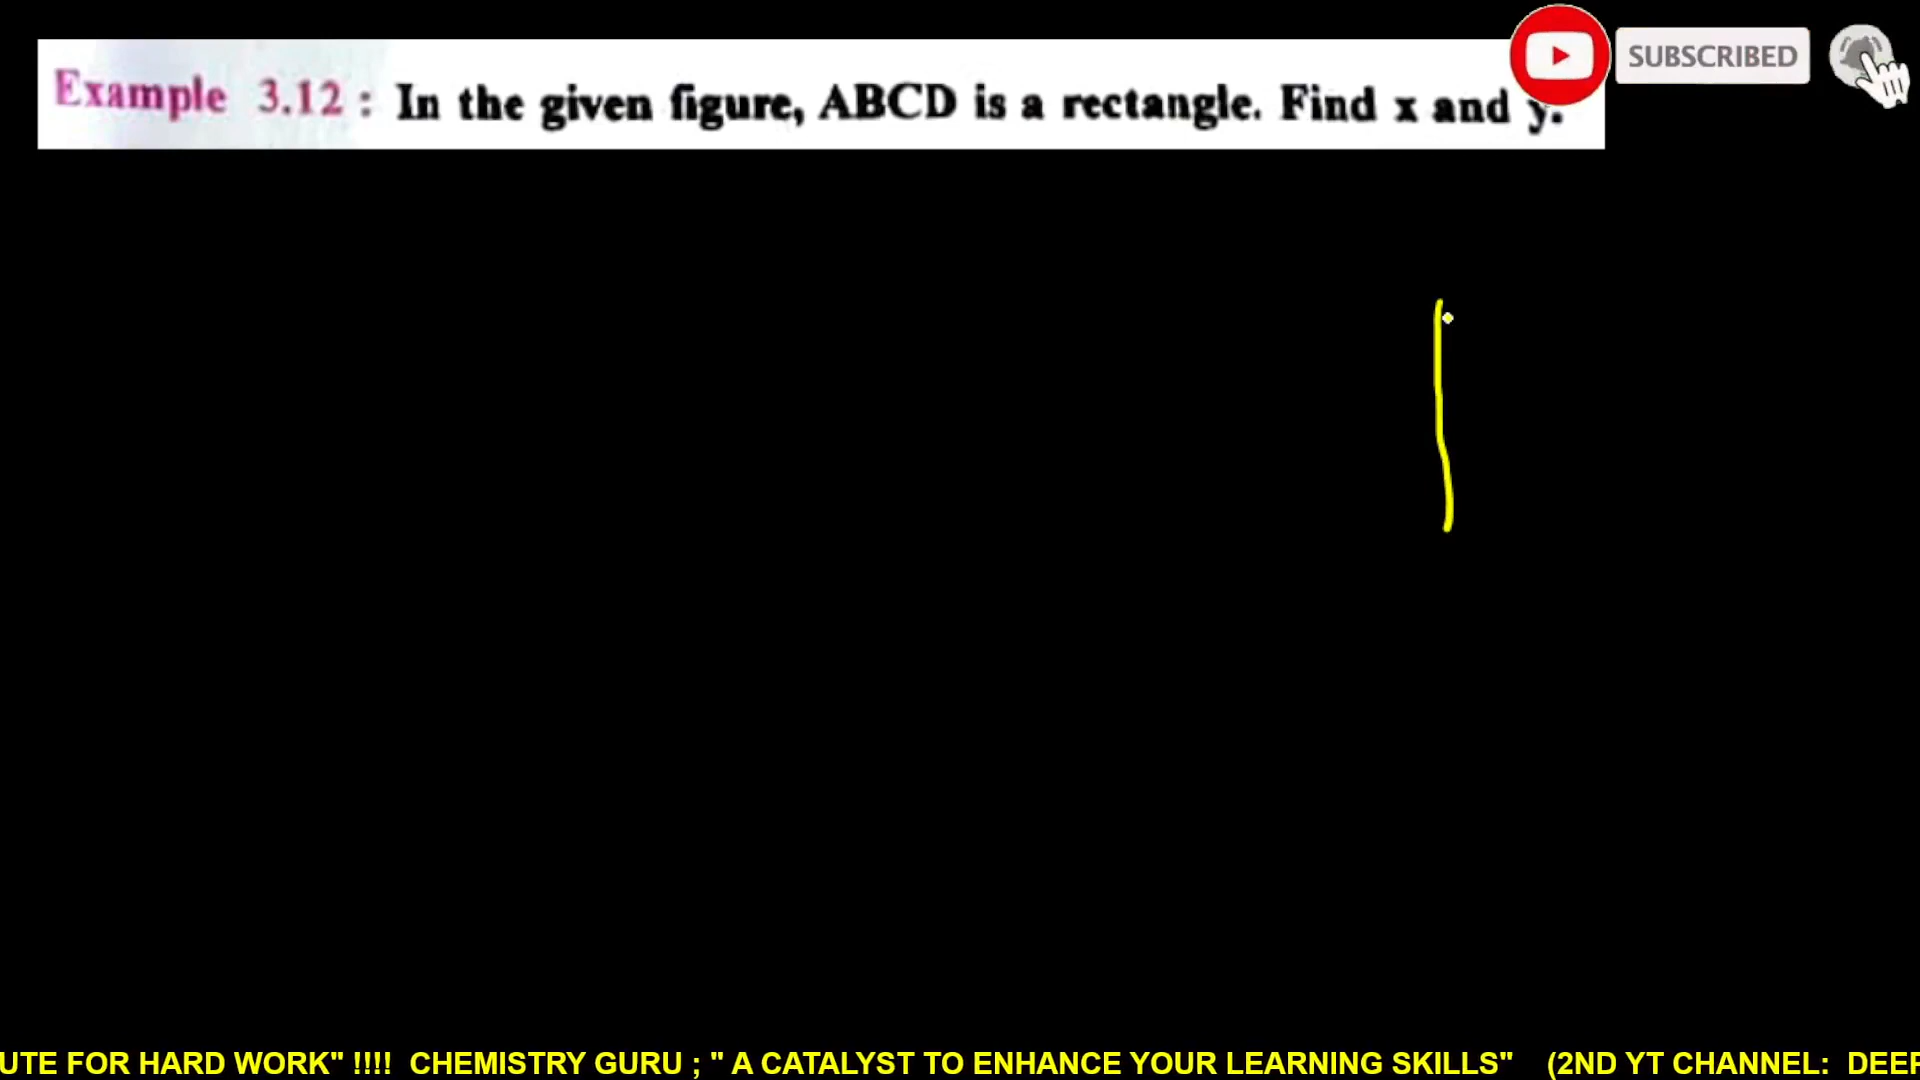 SUBSCRIBED
Example 3.12 : In the given figure, ABCD is a rectangle. Find x and y.
UTE FOR HARD WORK" !!!! CHEMISTRY GURU ; " A CATALYST TO ENHANCE YOUR LEARNING SKILLS" (2ND YT CHANNEL: DEEP